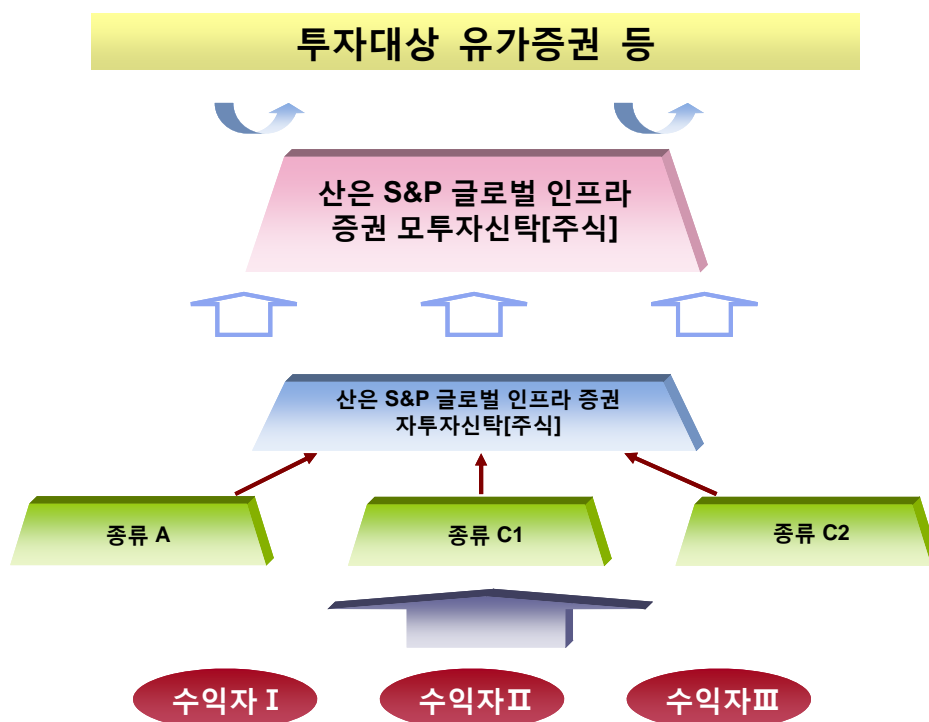 투자대상 유가증권 등
산은 S&P 글로벌 인프라
증권 모투자신탁[주식]
산은 S&P 글로벌 인프라 증권
자투자신탁[주식]
종류 A
종류 C1
종류 C2
수익자Ⅰ
수익자Ⅱ
수익자Ⅲ